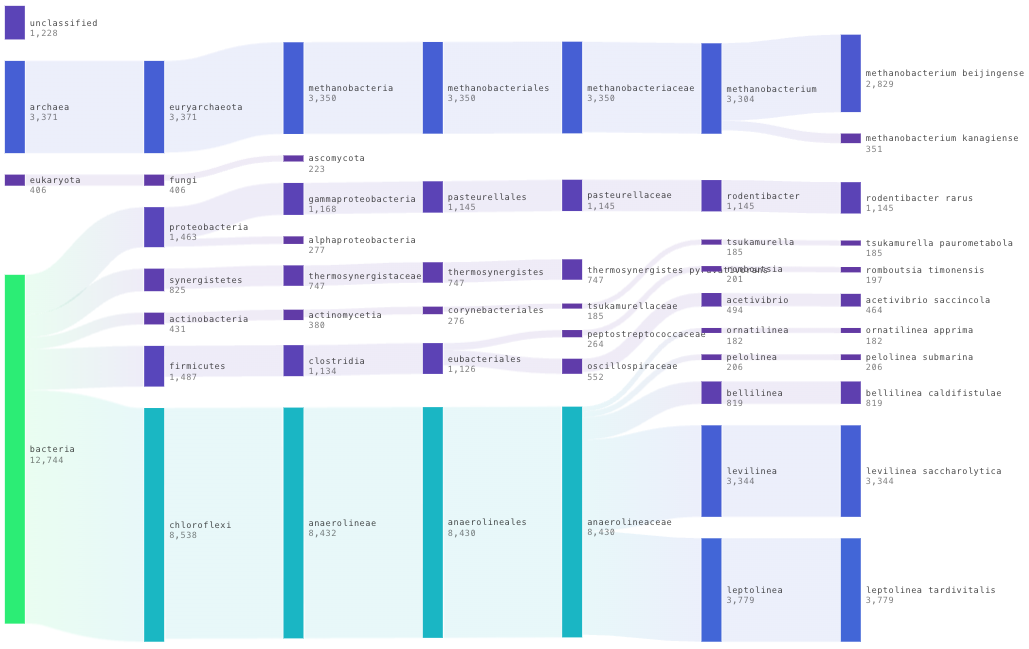 unclassified
1,228
archaea
3,371
eukaryota
406
bacteria
12,744
euryarchaeota
3,371
fungi
406
proteobacteria
1,463
synergistetes
825
actinobacteria
431
firmicutes
1,487
chloroflexi
8,538
methanobacteria
3,350
ascomycota
223
gammaproteobacteria
1,168
alphaproteobacteria
277
thermosynergistaceae
747
actinomycetia
380
clostridia
1,134
anaerolineae
8,432
methanobacteriales
3,350
pasteurellales
1,145
thermosynergistes
747
corynebacteriales
276
eubacteriales
1,126
anaerolineales
8,430
methanobacteriaceae
3,350
pasteurellaceae
1,145
thermosynergistes
747
tsukamurellaceae
185
peptostreptococcaceae
264
oscillospiraceae
552
anaerolineaceae
8,430
methanobacterium
3,304
rodentibacter
1,145
tsukamurella
185
romboutsia
201
acetivibrio
494
ornatilinea
182
pelolinea
206
bellilinea
819
levilinea
3,344
leptolinea
3,779
methanobacterium beijingense
2,829
methanobacterium kanagiense
351
rodentibacter rarus
1,145
tsukamurella paurometabola
185
romboutsia timonensis
197
acetivibrio saccincola
464
ornatilinea apprima
182
pelolinea submarina
206
bellilinea caldifistulae
819
levilinea saccharolytica
3,344
leptolinea tardivitalis
3,779